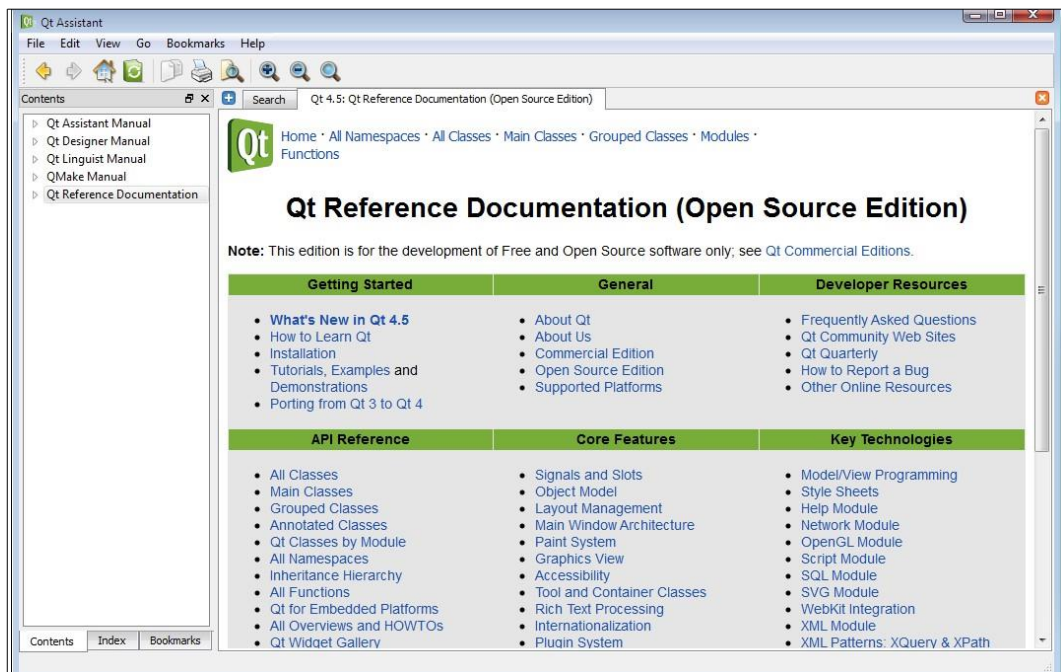 Qt Assistant
File Edit View Go Bookmarks Help
Contents
Search
Qt 4.5: Qt Reference Documentation (Open Source Edition)
Qt Assistant Manual
Qt Designer Manual
Qt Linguist Manual
QMake Manual
Qt Reference Documentation
Qt
Home · All Namespaces · All Classes · Main Classes · Grouped Classes · Modules ·
Functions
Qt Reference Documentation (Open Source Edition)
Note: This edition is for the development of Free and Open Source software only; see Qt Commercial Editions.
Getting Started
What's New in Qt 4.5
How to Learn Qt
Installation
Tutorials, Examples and
Demonstrations
Porting from Qt 3 to Qt 4
General
About Qt
About Us
Commercial Edition
Open Source Edition
Supported Platforms
Developer Resources
Frequently Asked Questions
Qt Community Web Sites
Qt Quarterly
How to Report a Bug
Other Online Resources
API Reference
All Classes
Main Classes
Grouped Classes
Annotated Classes
Qt Classes by Module
All Namespaces
Inheritance Hierarchy
All Functions
Qt for Embedded Platforms
All Overviews and HOWTOs
Qt Widget Gallery
Core Features
Signals and Slots
Object Model
Layout Management
Main Window Architecture
Paint System
Graphics View
Accessibility
Tool and Container Classes
Rich Text Processing
Internationalization
Plugin System
Key Technologies
Model/View Programming
Style Sheets
Help Module
Network Module
OpenGL Module
Script Module
SQL Module
SVG Module
WebKit Integration
XML Module
XML Patterns: XQuery & XPath
Contents Index Bookmarks